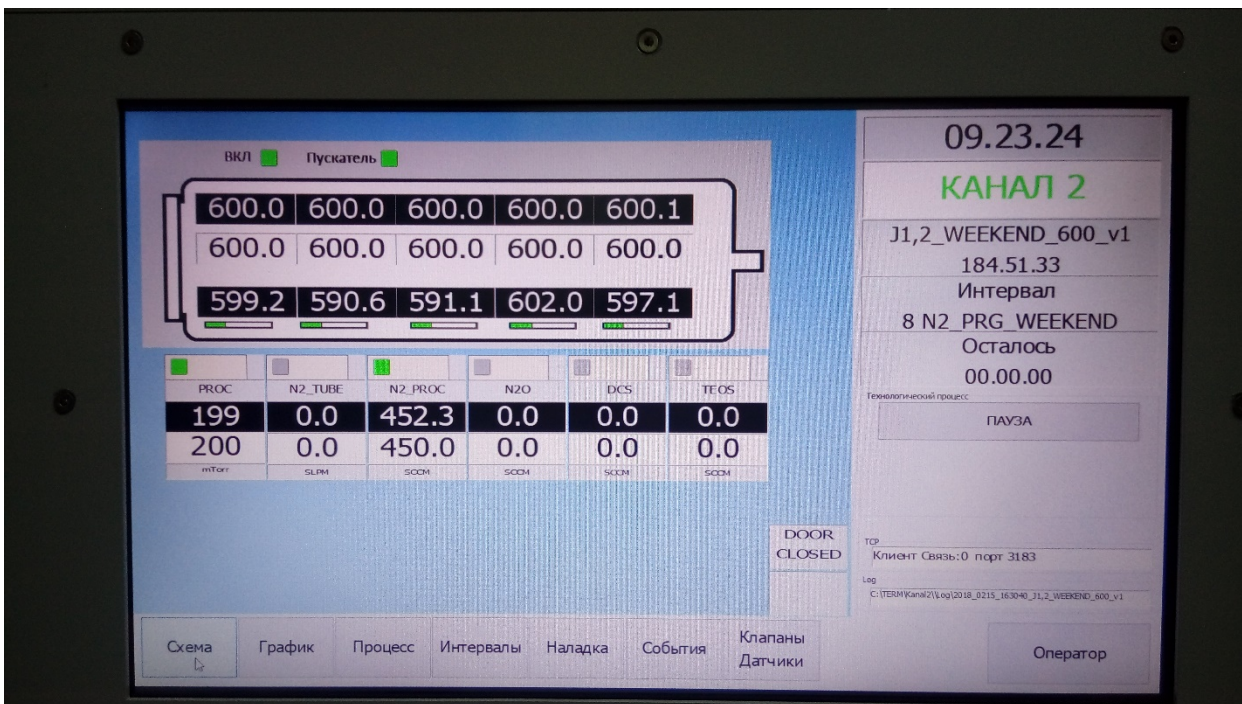 ВКЛ Пускатель
600.0 600.0 600.0 600.0 600.1
600.0 600.0 600.0 600.0 600.0
599.2 590.6 591.1 602.0 597.1
PROC N2_TUBE N2_PROC N2O DCS TEOS
199 0.0 452.3 0.0 0.0 0.0
200 0.0 450.0 0.0 0.0 0.0
mTorr SLPM SCCM SCCM SCCM SCCM
DOOR
CLOSED
09.23.24
КАНАЛ 2
J1,2_WEEKEND_600_v1
184.51.33
Интервал
8 N2_PRG_WEEKEND
Осталось
00.00.00
Технологический процесс
ПАУЗА
TCP
Клиент Связь:0 порт 3183
Log
C:\TERM\Kanal2\\Log\2018_0215_163040_J1,2_WEEKEND_600_v1
Схема График Процесс Интервалы Наладка События Клапаны
Датчики
Оператор